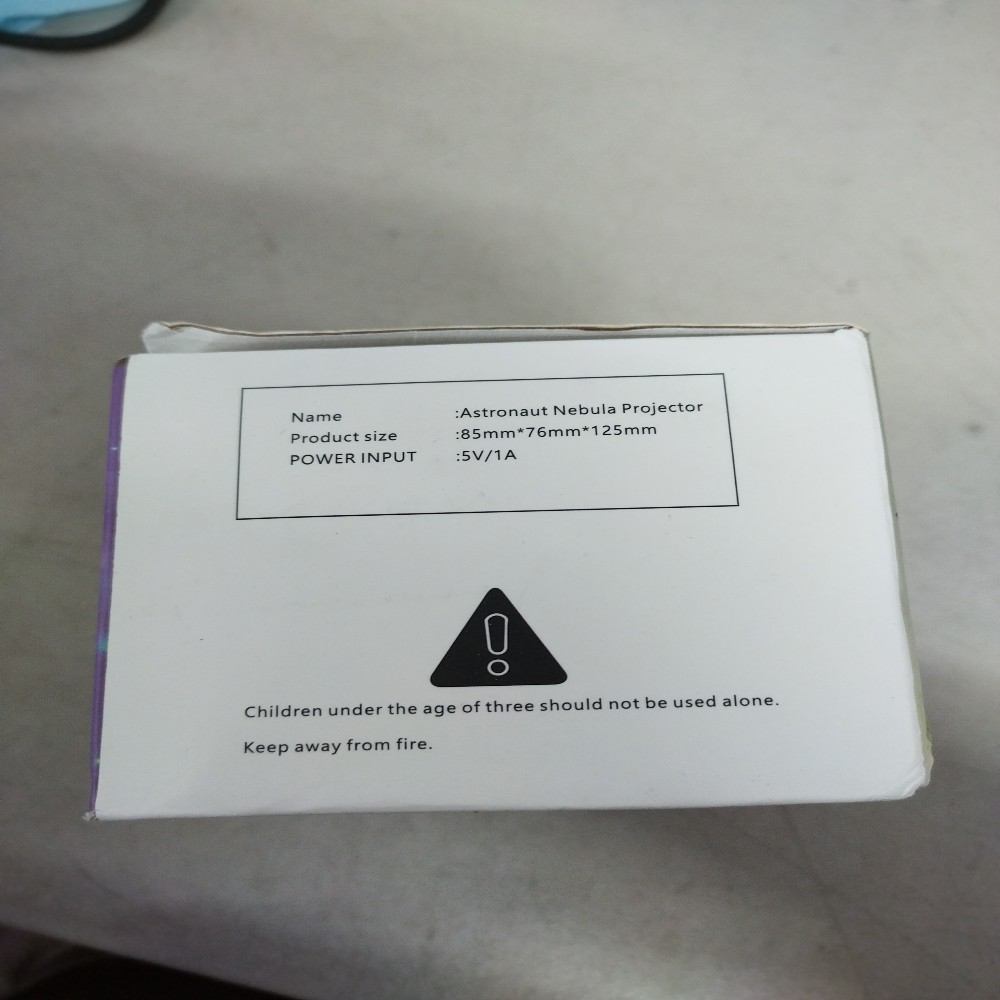 Name :Astronaut Nebula Projector
Product size :85mm*76mm*125mm
POWER INPUT :5V/1A
Children under the age of three should not be used alone.
Keep away from fire.